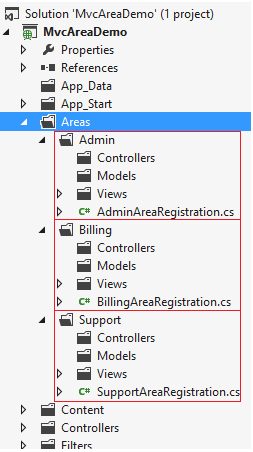 Solution 'MvcAreaDemo' (1 project)
MvcAreaDemo
Properties
References
App_Data
App_Start
Areas
Admin
Controllers
Models
Views
C# AdminAreaRegistration.cs
Billing
Controllers
Models
Views
C# BillingAreaRegistration.cs
Support
Controllers
Models
Views
C# SupportAreaRegistration.cs
Content
Controllers
Filters